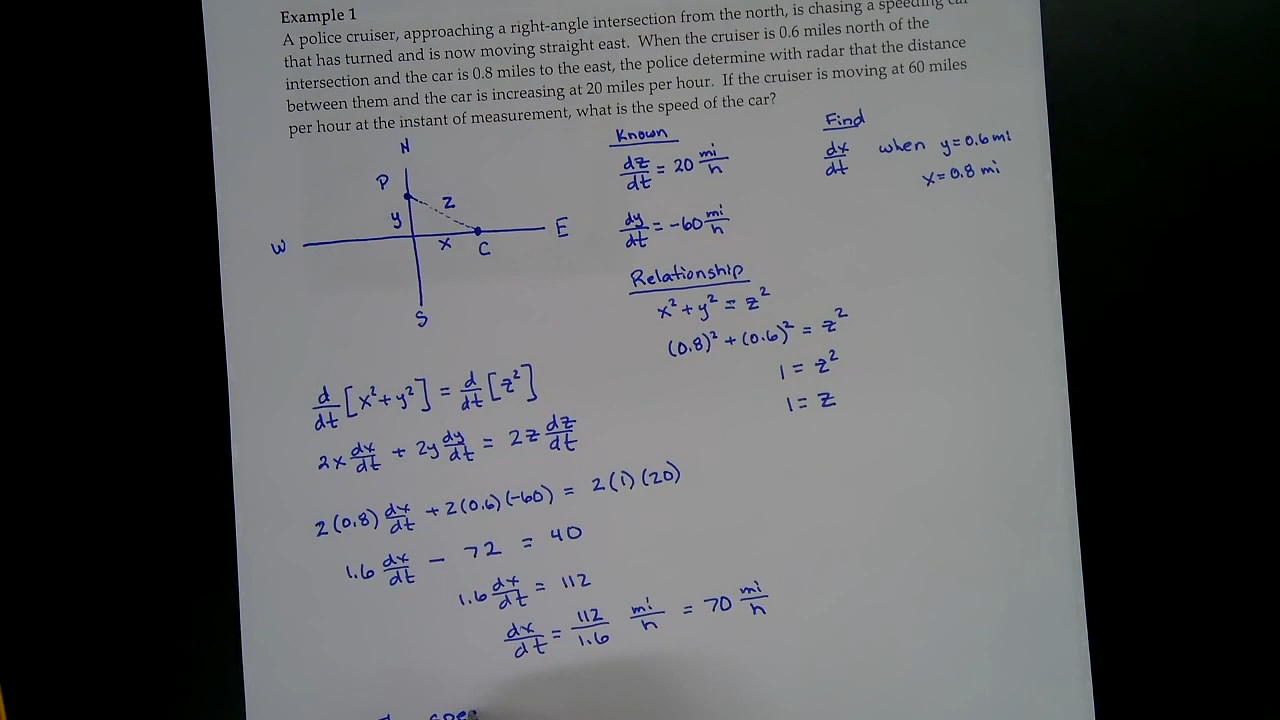 Example 1
A police cruiser, approaching a right-angle intersection from the north, is chasing a speeding car
that has turned and is now moving straight east. When the cruiser is 0.6 miles north of the
intersection and the car is 0.8 miles to the east, the police determine with radar that the distance
between them and the car is increasing at 20 miles per hour. If the cruiser is moving at 60 miles
per hour at the instant of measurement, what is the speed of the car?
N
P
z
y
W
E
x
C
S
Known
dz/dt = 20 mi/h
dy/dt = -60 mi/h
Find
dx/dt when y=0.6 mi
x=0.8 mi
Relationship
x² + y² = z²
(0.8)² + (0.6)² = z²
1 = z²
1 = z
d/dt [x²+y²] = d/dt [z²]
2x dx/dt + 2y dy/dt = 2z dz/dt
2(0.8) dx/dt + 2(0.6)(-60) = 2(1)(20)
1.6 dx/dt - 72 = 40
1.6 dx/dt = 112
dx/dt = 112/1.6 mi/h = 70 mi/h